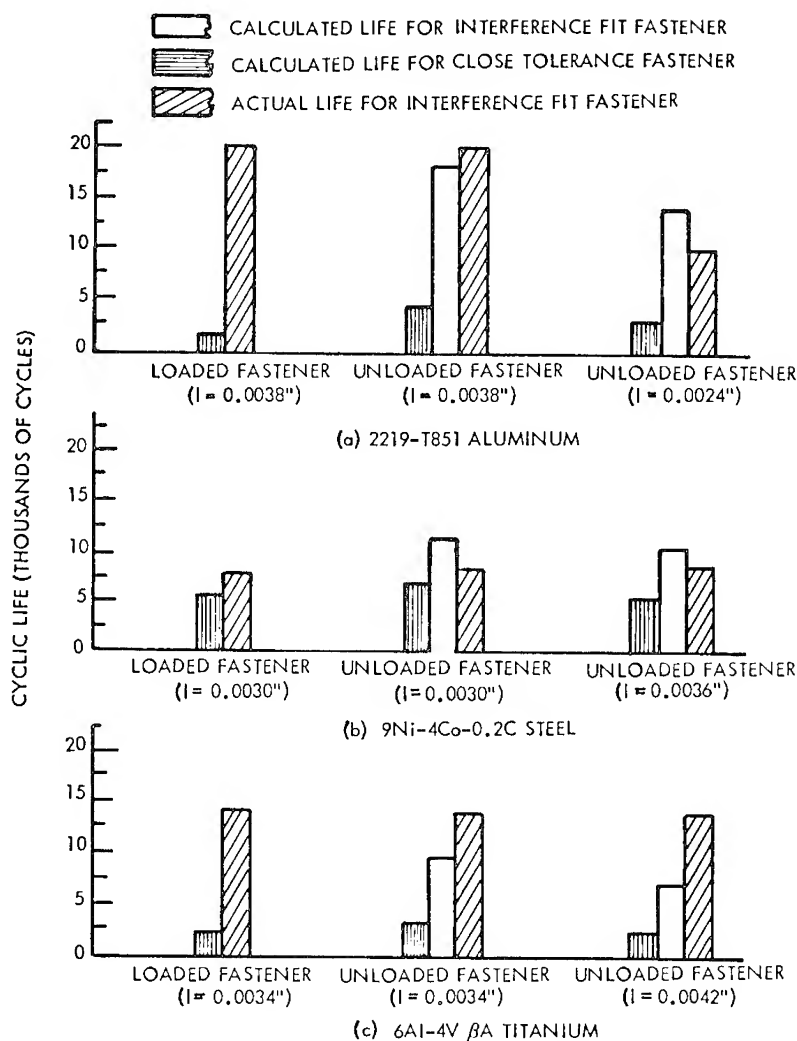 CALCULATED LIFE FOR INTERFERENCE FIT FASTENER
CALCULATED LIFE FOR CLOSE TOLERANCE FASTENER
ACTUAL LIFE FOR INTERFERENCE FIT FASTENER
CYCLIC LIFE (THOUSANDS OF CYCLES)
20
15
10
5
0
LOADED FASTENER UNLOADED FASTENER UNLOADED FASTENER
(I = 0.0038") (I = 0.0038") (I = 0.0024")
(a) 2219-T851 ALUMINUM
20
15
10
5
0
LOADED FASTENER UNLOADED FASTENER UNLOADED FASTENER
(I = 0.0030") (I = 0.0030") (I = 0.0036")
(b) 9Ni-4Co-0.2C STEEL
20
15
10
5
0
LOADED FASTENER UNLOADED FASTENER UNLOADED FASTENER
(I = 0.0034") (I = 0.0034") (I = 0.0042")
(c) 6Al-4V βA TITANIUM